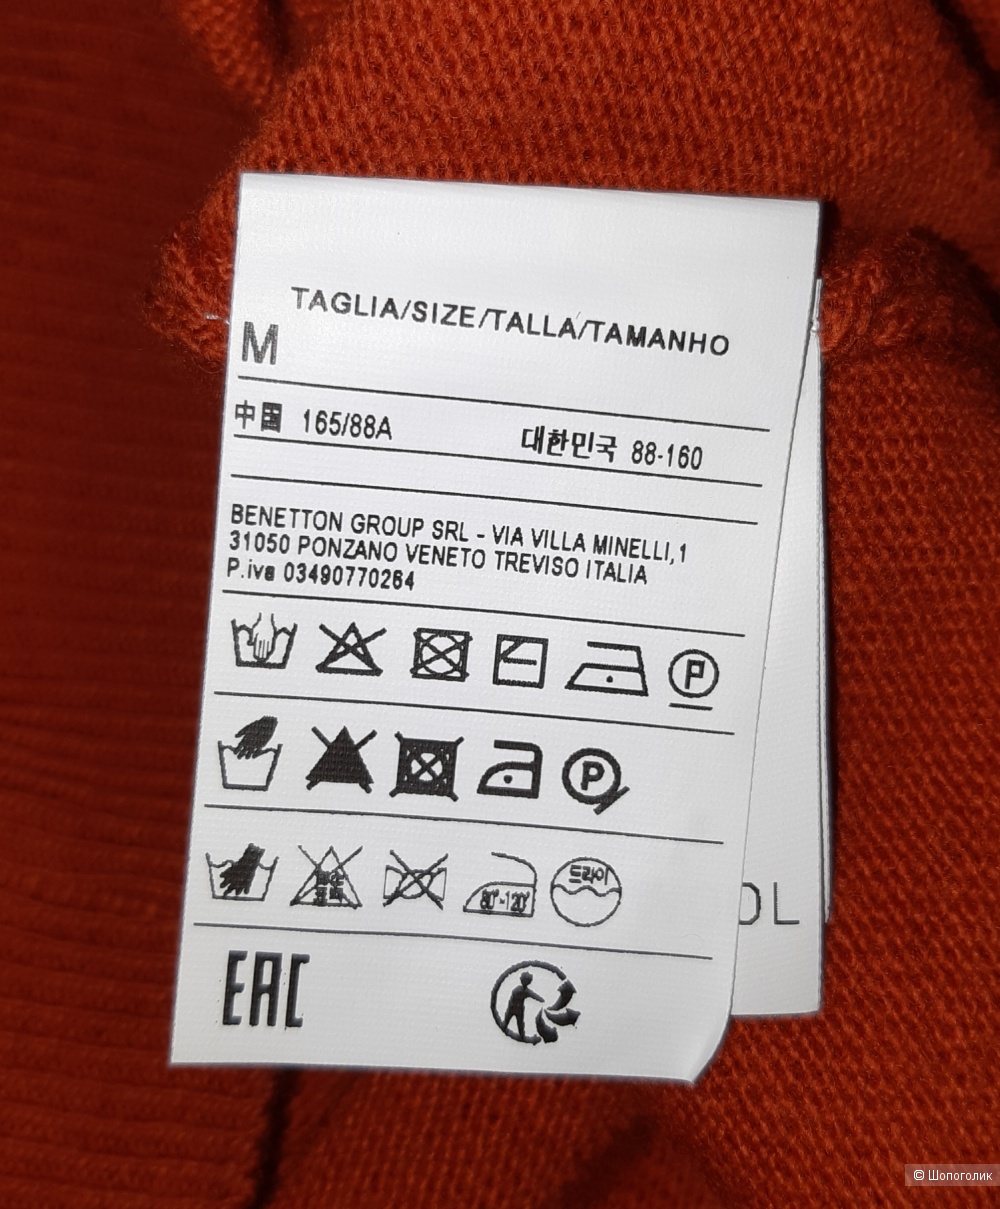 TAGLIA/SIZE/TALLA/TAMANHO
M
中国 165/88A 대한민국 88-160
BENETTON GROUP SRL - VIA VILLA MINELLI,1
31050 PONZANO VENETO TREVISO ITALIA
P.iva 03490770264
P
P
80°-120° 드라이
OL
EAC
© Шопоголик